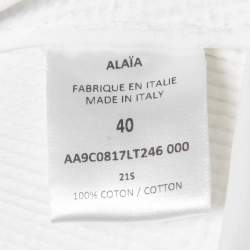 ALAÏA
FABRIQUE EN ITALIE
MADE IN ITALY
40
AA9C0817LT246 000
21S
100% COTON / COTTON